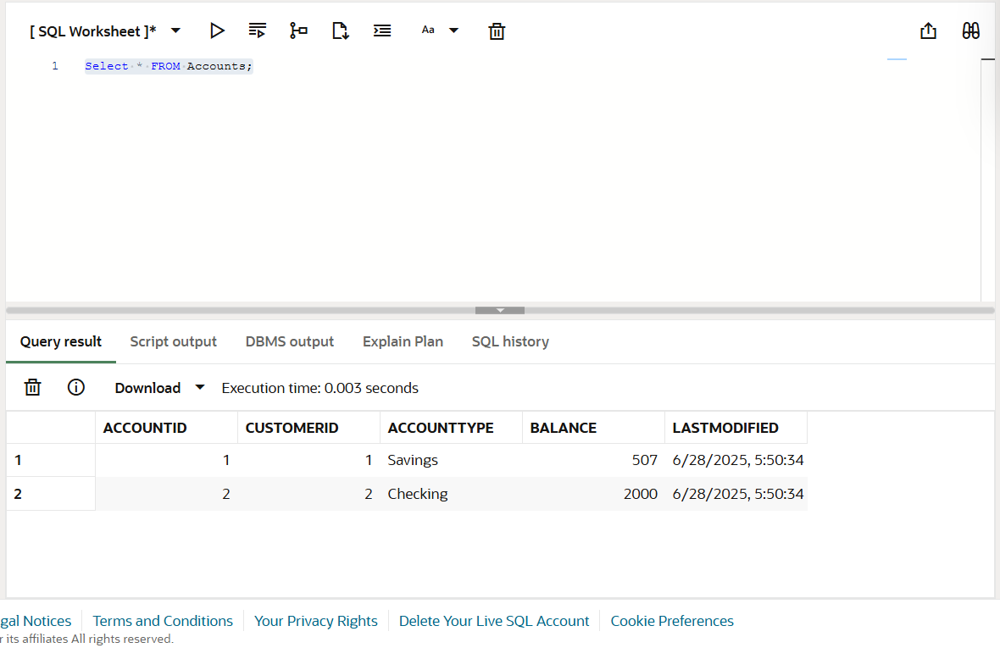 [ SQL Worksheet ]* Aa
1 Select * FROM Accounts;
Query result Script output DBMS output Explain Plan SQL history
Download Execution time: 0.003 seconds
ACCOUNTID CUSTOMERID ACCOUNTTYPE BALANCE LASTMODIFIED
1 1 1 Savings 507 6/28/2025, 5:50:34
2 2 2 Checking 2000 6/28/2025, 5:50:34
gal Notices Terms and Conditions Your Privacy Rights Delete Your Live SQL Account Cookie Preferences
r its affiliates All rights reserved.